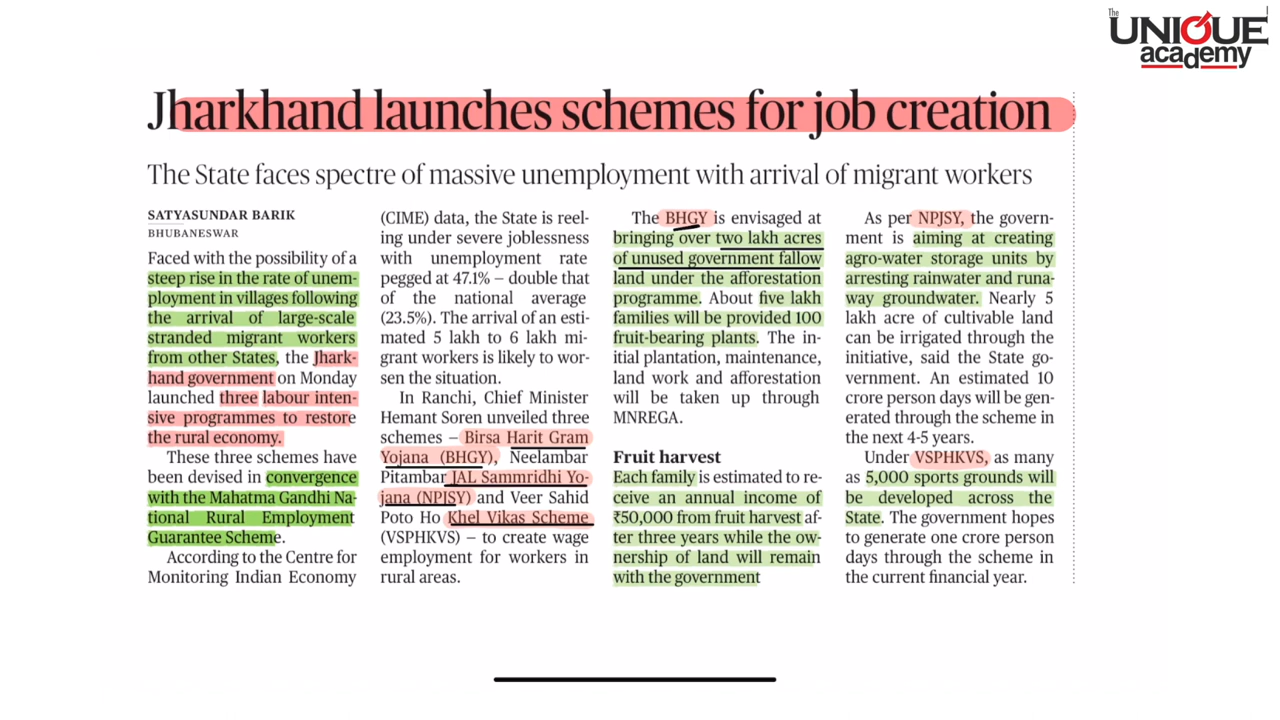 The
UNIQUE
academy
Jharkhand launches schemes for job creation
The State faces spectre of massive unemployment with arrival of migrant workers
SATYASUNDAR BARIK
BHUBANESWAR
Faced with the possibility of a
steep rise in the rate of unem-
ployment in villages following
the arrival of large-scale
stranded migrant workers
from other States, the Jhark-
hand government on Monday
launched three labour inten-
sive programmes to restore
the rural economy.
These three schemes have
been devised in convergence
with the Mahatma Gandhi Na-
tional Rural Employment
Guarantee Scheme.
According to the Centre for
Monitoring Indian Economy
(CIME) data, the State is reel-
ing under severe joblessness
with unemployment rate
pegged at 47.1% – double that
of the national average
(23.5%). The arrival of an esti-
mated 5 lakh to 6 lakh mi-
grant workers is likely to wor-
sen the situation.
In Ranchi, Chief Minister
Hemant Soren unveiled three
schemes – Birsa Harit Gram
Yojana (BHGY), Neelambar
Pitambar JAL Sammridhi Yo-
jana (NPJSY) and Veer Sahid
Poto Ho Khel Vikas Scheme
(VSPHKVS) – to create wage
employment for workers in
rural areas.
The BHGY is envisaged at
bringing over two lakh acres
of unused government fallow
land under the afforestation
programme. About five lakh
families will be provided 100
fruit-bearing plants. The in-
itial plantation, maintenance,
land work and afforestation
will be taken up through
MNREGA.
Fruit harvest
Each family is estimated to re-
ceive an annual income of
₹50,000 from fruit harvest af-
ter three years while the ow-
nership of land will remain
with the government
As per NPJSY, the govern-
ment is aiming at creating
agro-water storage units by
arresting rainwater and runa-
way groundwater. Nearly 5
lakh acre of cultivable land
can be irrigated through the
initiative, said the State go-
vernment. An estimated 10
crore person days will be gen-
erated through the scheme in
the next 4-5 years.
Under VSPHKVS, as many
as 5,000 sports grounds will
be developed across the
State. The government hopes
to generate one crore person
days through the scheme in
the current financial year.